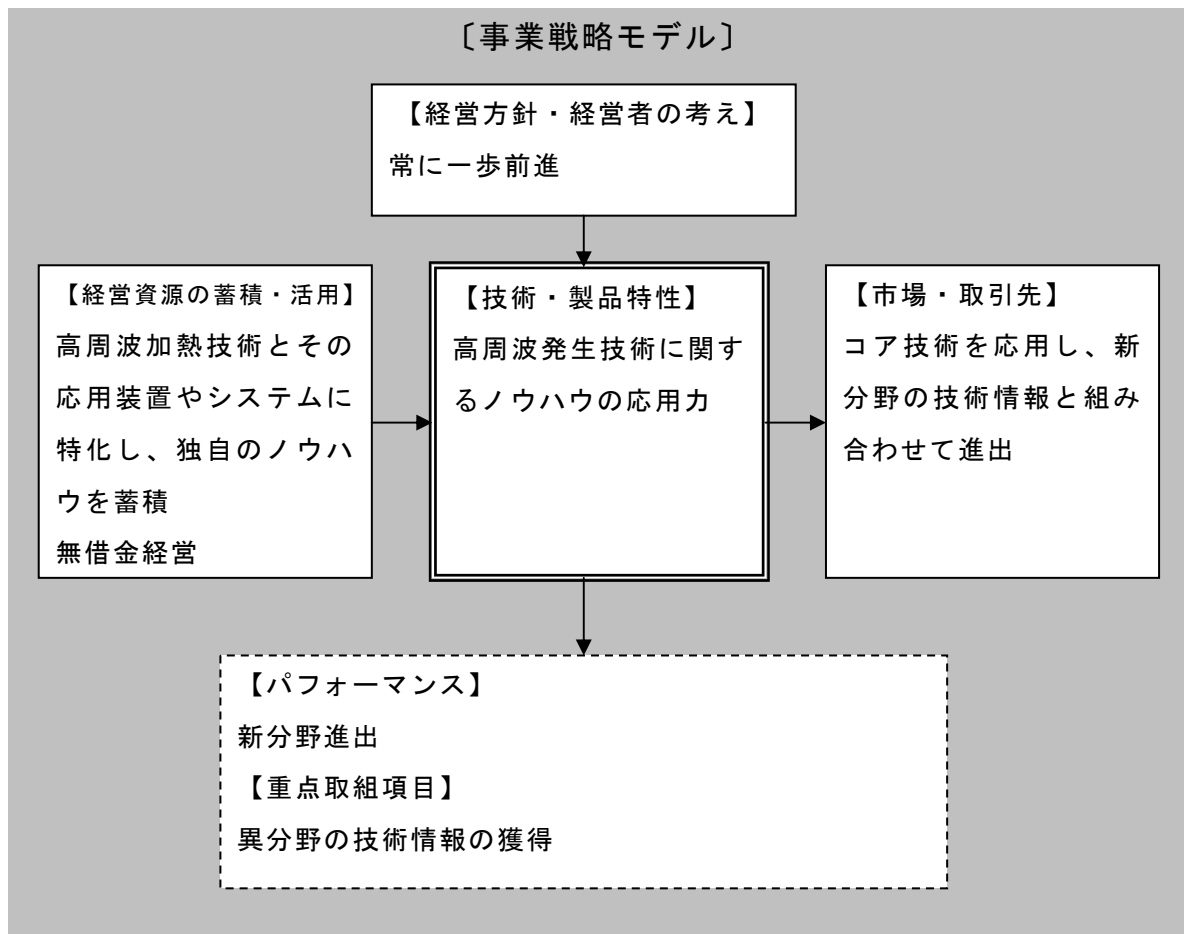 〔事業戦略モデル〕
【経営方針・経営者の考え】
常に一歩前進
【経営資源の蓄積・活用】
高周波加熱技術とその
応用装置やシステムに
特化し、独自のノウハ
ウを蓄積
無借金経営
【技術・製品特性】
高周波発生技術に関す
るノウハウの応用力
【市場・取引先】
コア技術を応用し、新
分野の技術情報と組み
合わせて進出
【パフォーマンス】
新分野進出
【重点取組項目】
異分野の技術情報の獲得